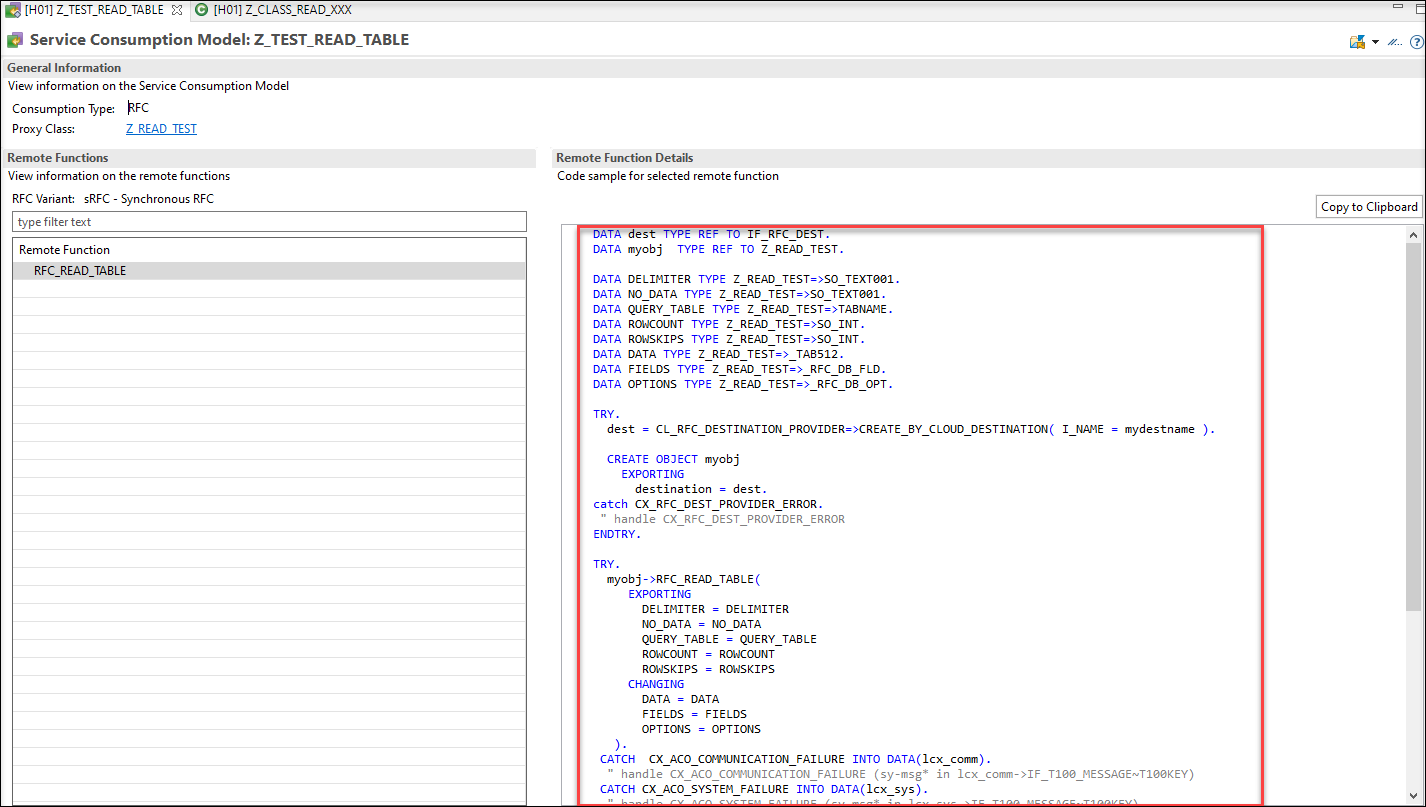 [H01] Z_TEST_READ_TABLE
[H01] Z_CLASS_READ_XXX
Service Consumption Model: Z_TEST_READ_TABLE
General Information
View information on the Service Consumption Model
Consumption Type: RFC
Proxy Class: Z_READ_TEST
Remote Functions
View information on the remote functions
RFC Variant: sRFC - Synchronous RFC
type filter text
Remote Function
RFC_READ_TABLE
Remote Function Details
Code sample for selected remote function
Copy to Clipboard
DATA dest TYPE REF TO IF_RFC_DEST.
DATA myobj  TYPE REF TO Z_READ_TEST.

DATA DELIMITER TYPE Z_READ_TEST=>SO_TEXT001.
DATA NO_DATA TYPE Z_READ_TEST=>SO_TEXT001.
DATA QUERY_TABLE TYPE Z_READ_TEST=>TABNAME.
DATA ROWCOUNT TYPE Z_READ_TEST=>SO_INT.
DATA ROWSKIPS TYPE Z_READ_TEST=>SO_INT.
DATA DATA TYPE Z_READ_TEST=>_TAB512.
DATA FIELDS TYPE Z_READ_TEST=>_RFC_DB_FLD.
DATA OPTIONS TYPE Z_READ_TEST=>_RFC_DB_OPT.

TRY.
  dest = CL_RFC_DESTINATION_PROVIDER=>CREATE_BY_CLOUD_DESTINATION( I_NAME = mydestname ).

  CREATE OBJECT myobj
    EXPORTING
      destination = dest.
catch CX_RFC_DEST_PROVIDER_ERROR.
 " handle CX_RFC_DEST_PROVIDER_ERROR
ENDTRY.

TRY.
  myobj->RFC_READ_TABLE(
     EXPORTING
       DELIMITER = DELIMITER
       NO_DATA = NO_DATA
       QUERY_TABLE = QUERY_TABLE
       ROWCOUNT = ROWCOUNT
       ROWSKIPS = ROWSKIPS
     CHANGING
       DATA = DATA
       FIELDS = FIELDS
       OPTIONS = OPTIONS
   ).
 CATCH  CX_ACO_COMMUNICATION_FAILURE INTO DATA(lcx_comm).
  " handle CX_ACO_COMMUNICATION_FAILURE (sy-msg* in lcx_comm->IF_T100_MESSAGE~T100KEY)
 CATCH CX_ACO_SYSTEM_FAILURE INTO DATA(lcx_sys).
  " handle CX_ACO_SYSTEM_FAILURE (sy-msg* in lcx_sys->IF_T100_MESSAGE~T100KEY)